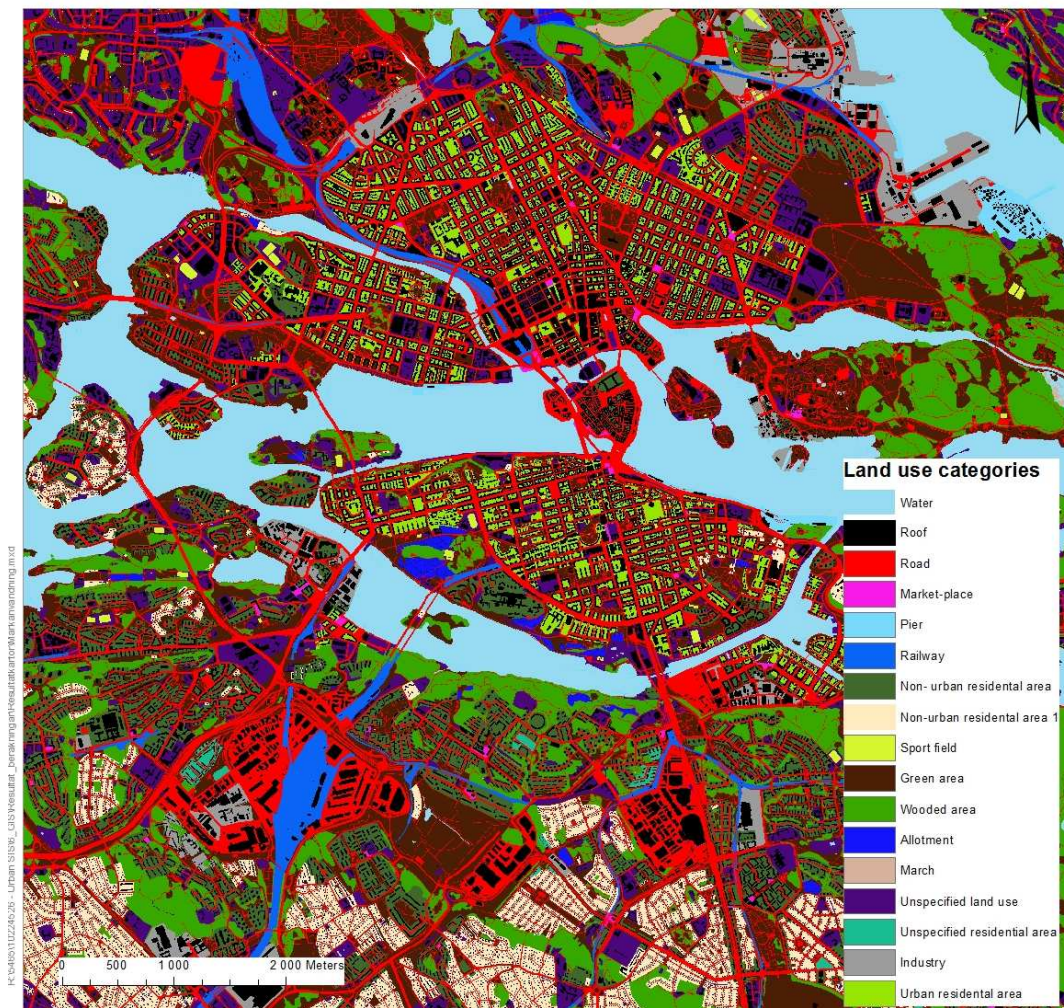 Land use categories
Water
Roof
Road
Market-place
Pier
Railway
Non- urban residental area
Non-urban residental area 1
Sport field
Green area
Wooded area
Allotment
March
Unspecified land use
Unspecified residental area
Industry
Urban residental area
0 500 1 000 2 000 Meters